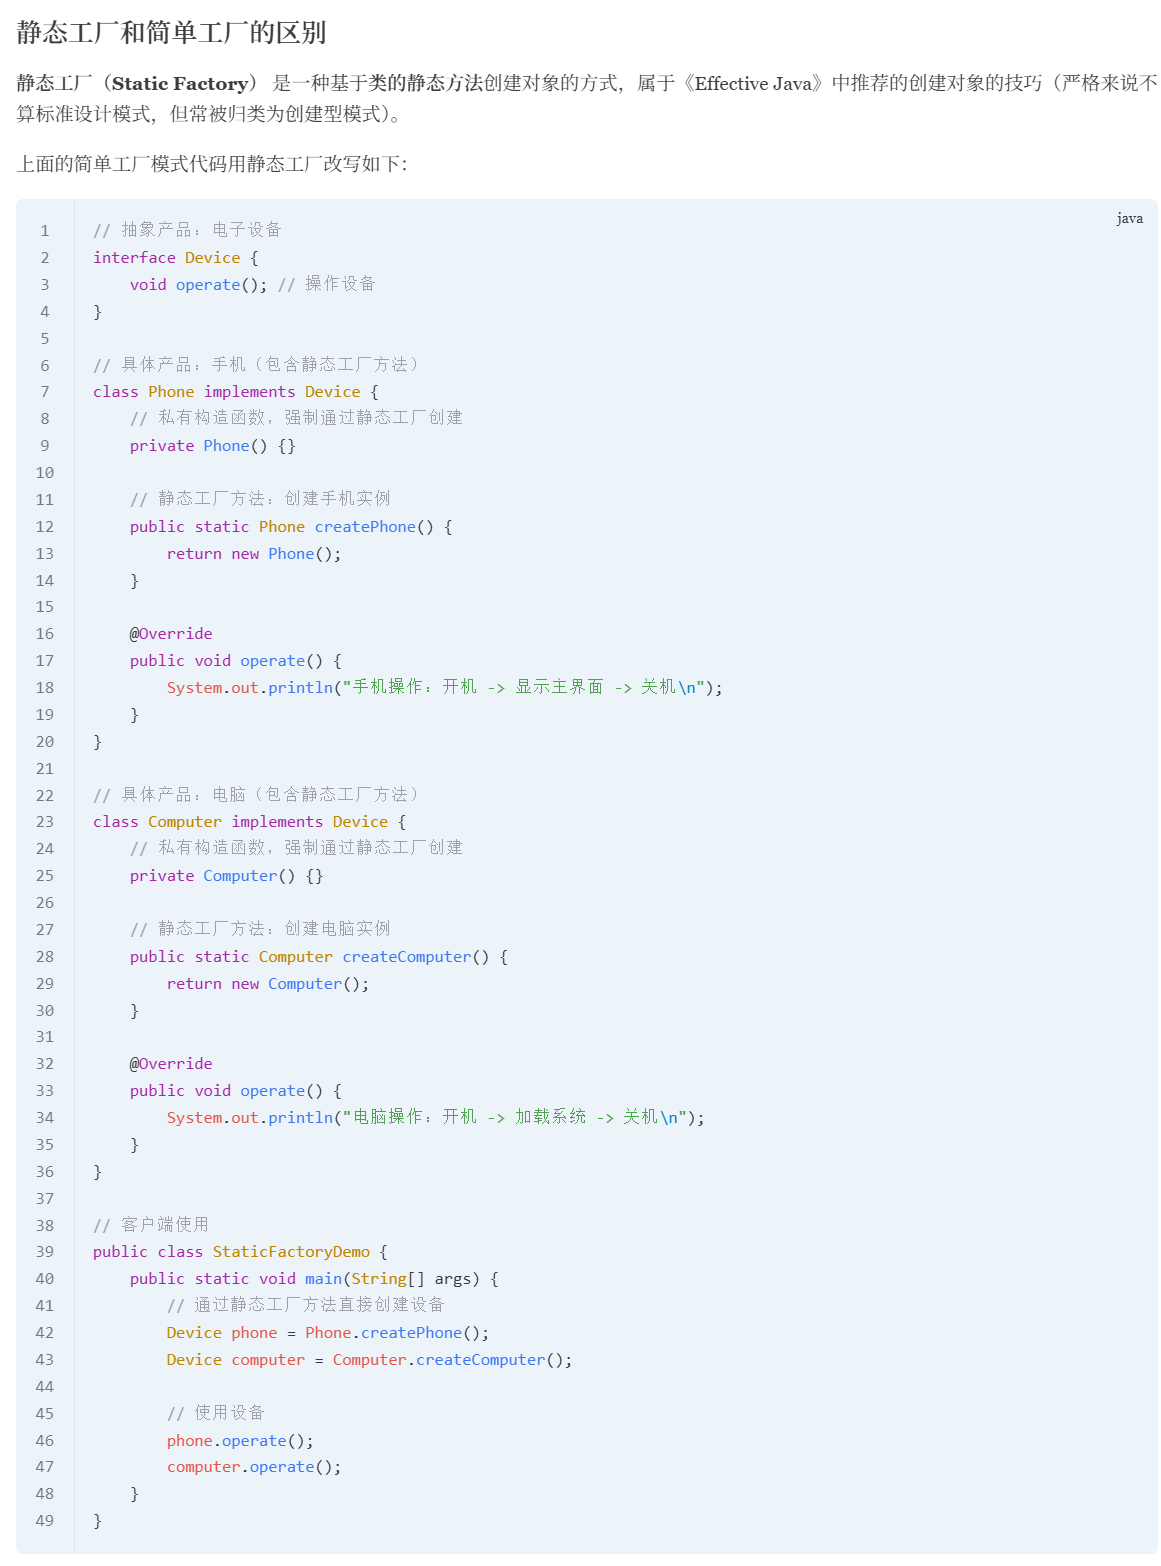 静态工厂和简单工厂的区别
静态工厂（Static Factory） 是一种基于类的静态方法创建对象的方式，属于《Effective Java》中推荐的创建对象的技巧（严格来说不
算标准设计模式，但常被归类为创建型模式）。
上面的简单工厂模式代码用静态工厂改写如下：
java
1 // 抽象产品：电子设备
2 interface Device {
3     void operate(); // 操作设备
4 }
5
6 // 具体产品：手机（包含静态工厂方法）
7 class Phone implements Device {
8     // 私有构造函数，强制通过静态工厂创建
9     private Phone() {}
10
11     // 静态工厂方法：创建手机实例
12     public static Phone createPhone() {
13         return new Phone();
14     }
15
16     @Override
17     public void operate() {
18         System.out.println("手机操作：开机 -> 显示主界面 -> 关机\n");
19     }
20 }
21
22 // 具体产品：电脑（包含静态工厂方法）
23 class Computer implements Device {
24     // 私有构造函数，强制通过静态工厂创建
25     private Computer() {}
26
27     // 静态工厂方法：创建电脑实例
28     public static Computer createComputer() {
29         return new Computer();
30     }
31
32     @Override
33     public void operate() {
34         System.out.println("电脑操作：开机 -> 加载系统 -> 关机\n");
35     }
36 }
37
38 // 客户端使用
39 public class StaticFactoryDemo {
40     public static void main(String[] args) {
41         // 通过静态工厂方法直接创建设备
42         Device phone = Phone.createPhone();
43         Device computer = Computer.createComputer();
44
45         // 使用设备
46         phone.operate();
47         computer.operate();
48     }
49 }